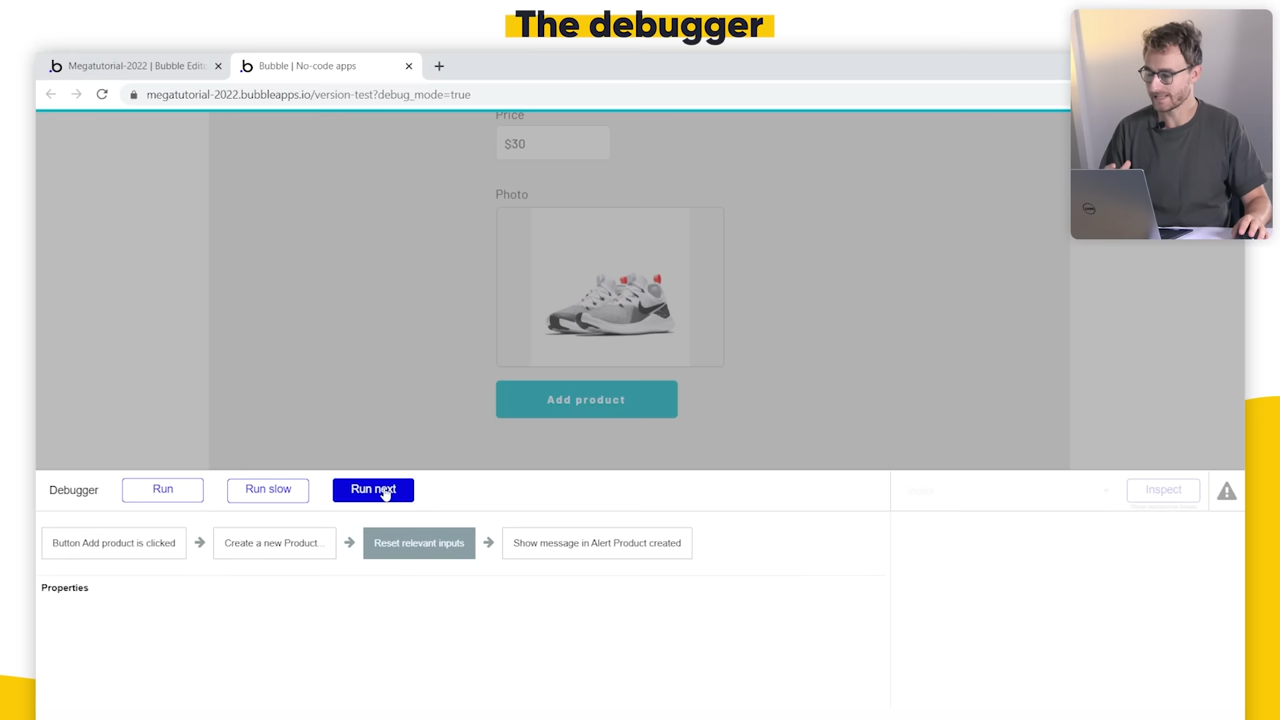 The debugger
Megatutorial-2022 | Bubble Edit
Bubble | No-code apps
megatutorial-2022.bubbleapps.io/version-test?debug_mode=true
Price
$30
Photo
Add product
Debugger
Run
Run slow
Run next
Inspect
Button Add product is clicked
Create a new Product...
Reset relevant inputs
Show message in Alert Product created
Properties